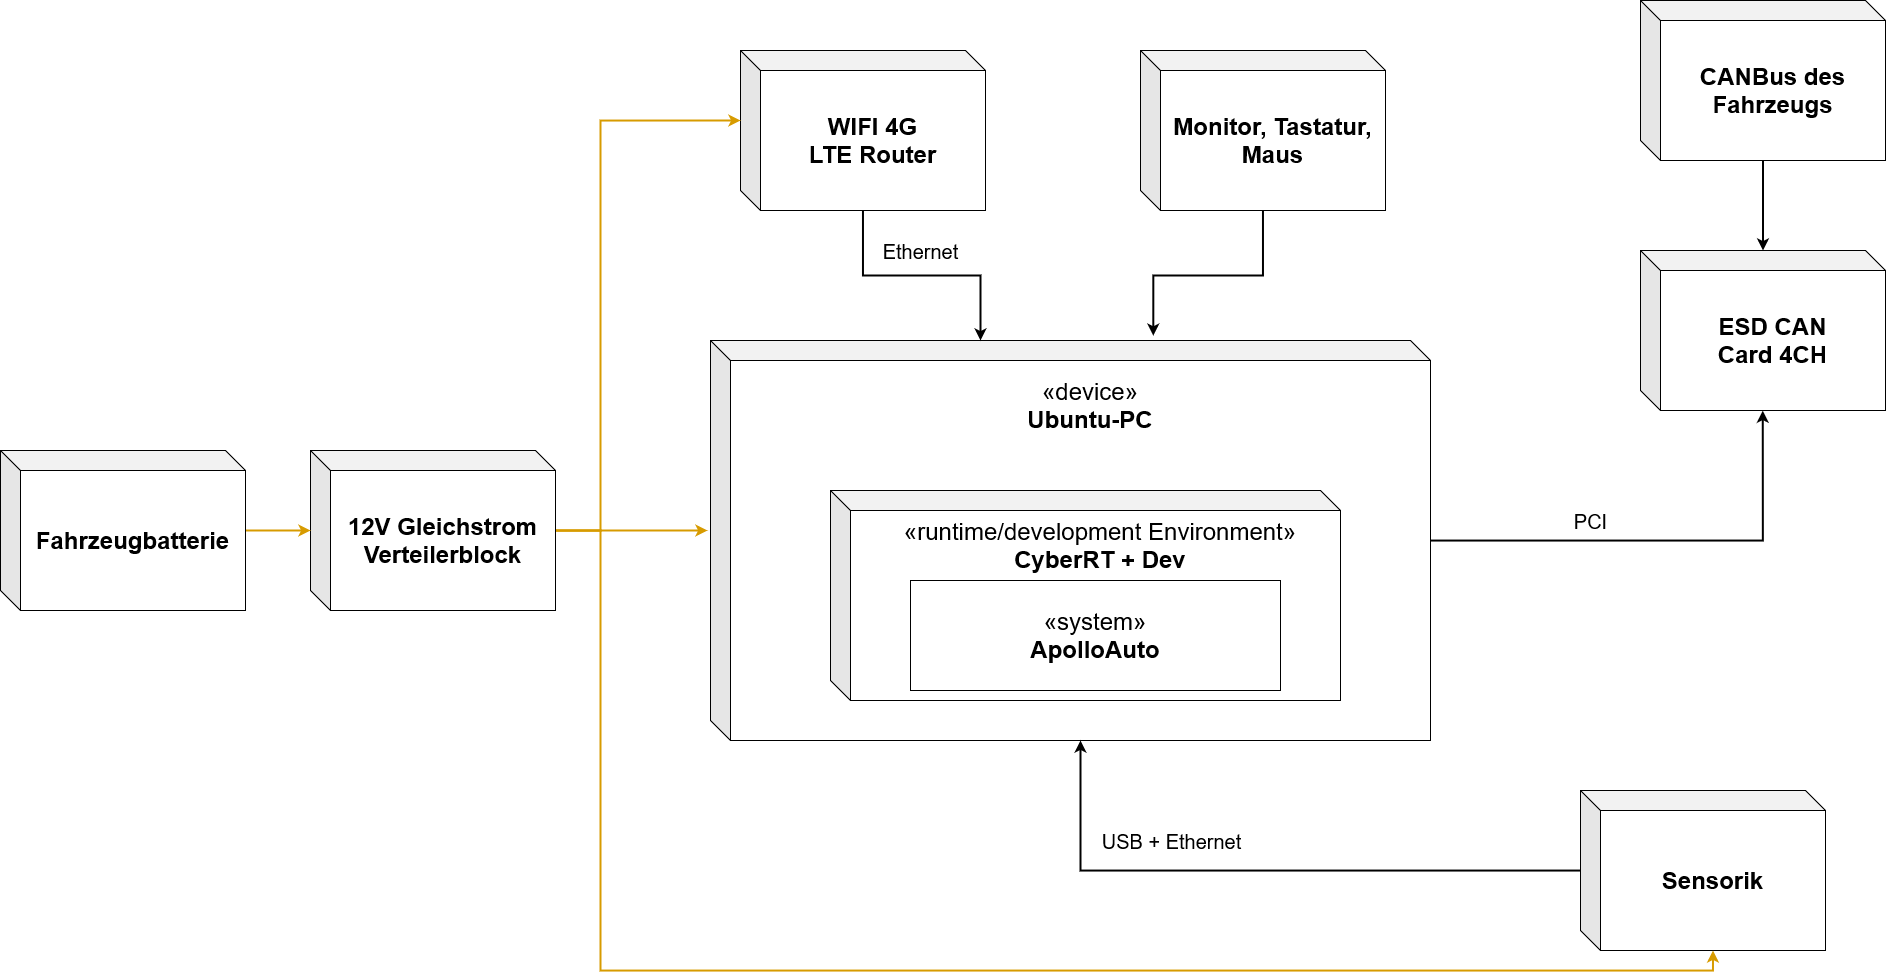 CANBus des
Fahrzeugs
WIFI 4G
LTE Router
Monitor, Tastatur,
Maus
Ethernet
ESD CAN
Card 4CH
«device»
Ubuntu-PC
Fahrzeugbatterie
12V Gleichstrom
Verteilerblock
«runtime/development Environment»
CyberRT + Dev
PCI
«system»
ApolloAuto
USB + Ethernet
Sensorik